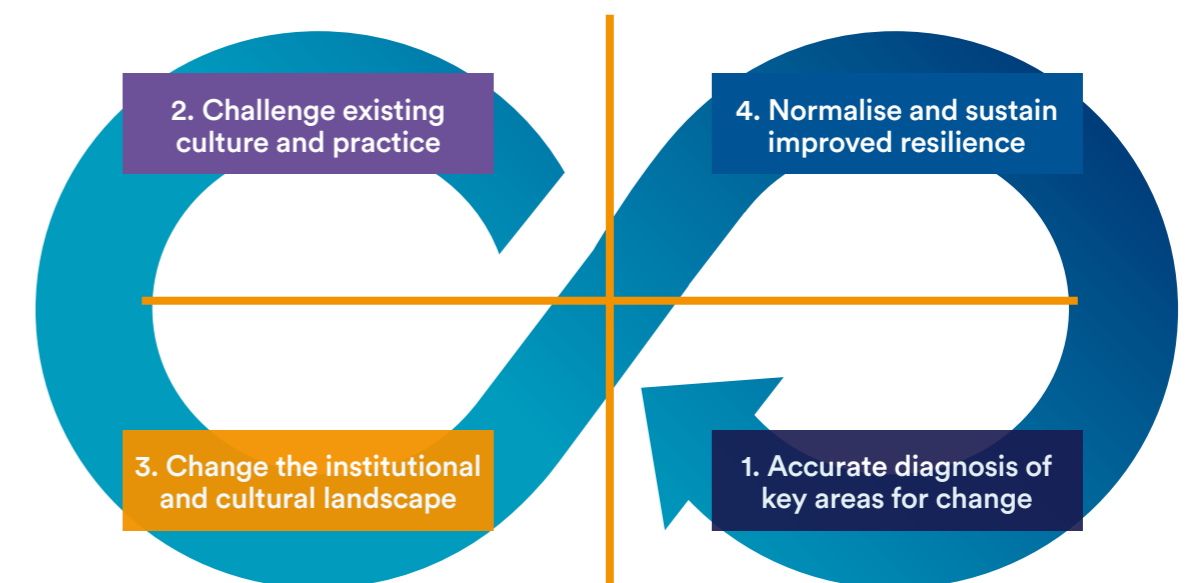 2. Challenge existing
culture and practice
4. Normalise and sustain
improved resilience
3. Change the institutional
and cultural landscape
1. Accurate diagnosis of
key areas for change